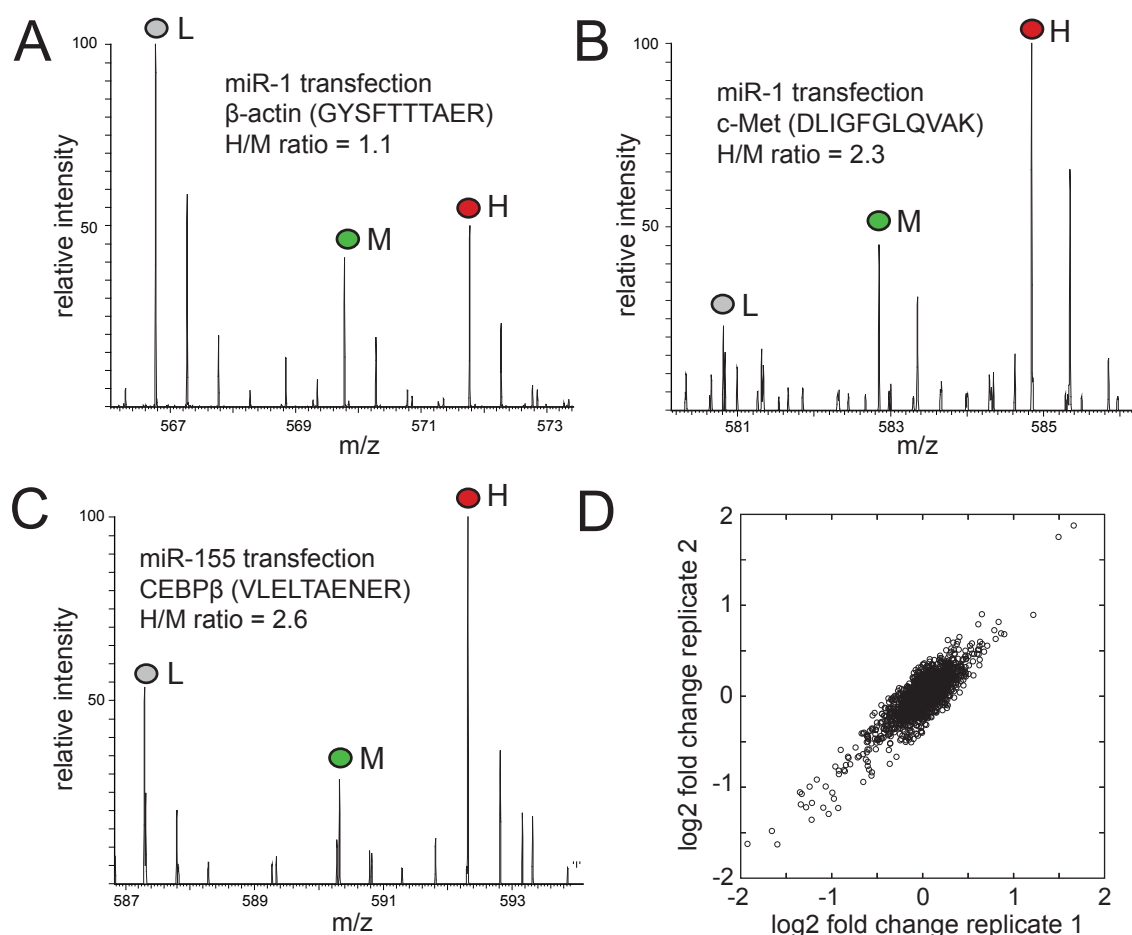 A
L
100
miR-1 transfection
β-actin (GYSFTTTAER)
H/M ratio = 1.1
H
50
M
relative intensity
567
569
571
573
m/z
B
H
100
miR-1 transfection
c-Met (DLIGFGLQVAK)
H/M ratio = 2.3
M
50
L
relative intensity
581
583
585
m/z
C
H
100
miR-155 transfection
CEBPβ (VLELTAENER)
H/M ratio = 2.6
L
50
M
relative intensity
587
589
591
593
m/z
D
2
1
0
-1
-2
log2 fold change replicate 2
-2
-1
0
1
2
log2 fold change replicate 1